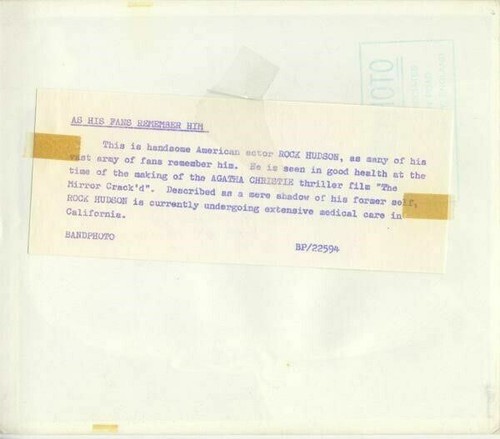 AS HIS FANS REMEMBER HIM
This is handsome American actor ROCK HUDSON, as many of his
vast army of fans remember him. He is seen in good health at the
time of the making of the AGATHA CHRISTIE thriller film "The
Mirror Crack'd". Described as a mere shadow of his former self,
ROCK HUDSON is currently undergoing extensive medical care in
California.
BANDPHOTO BP/22594